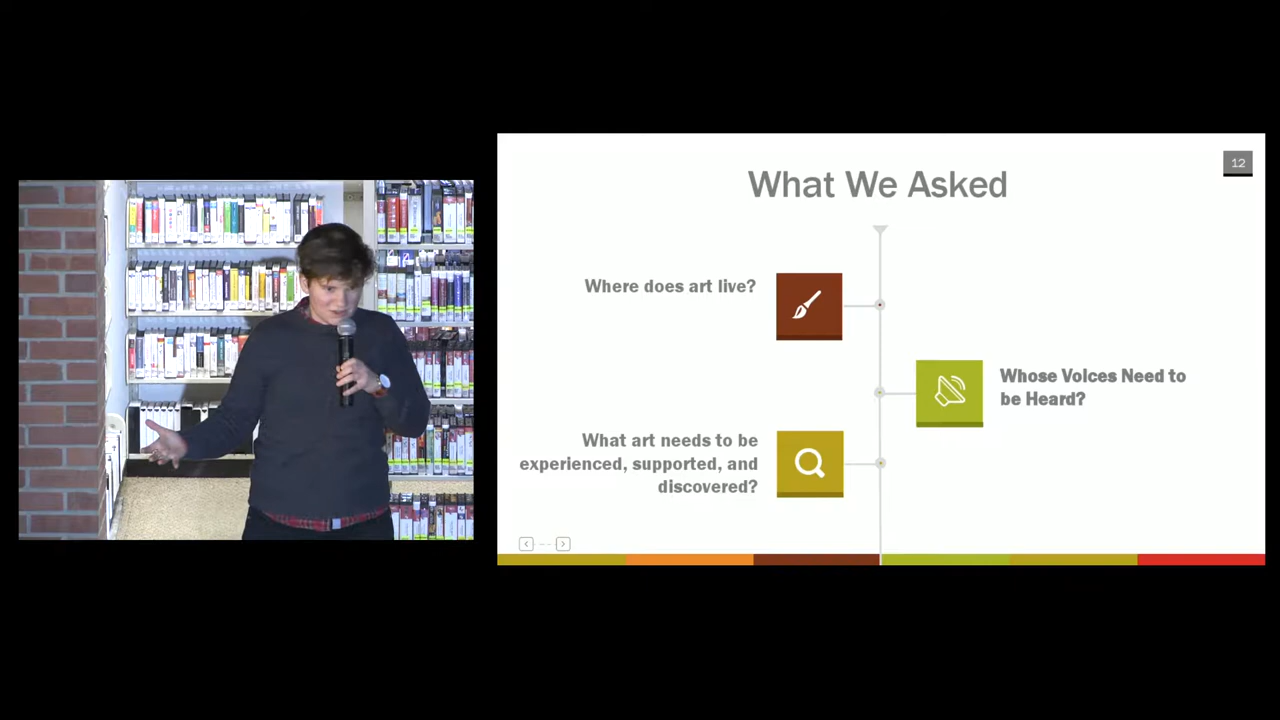 12
What We Asked
Where does art live?
Whose Voices Need to
be Heard?
What art needs to be
experienced, supported, and
discovered?